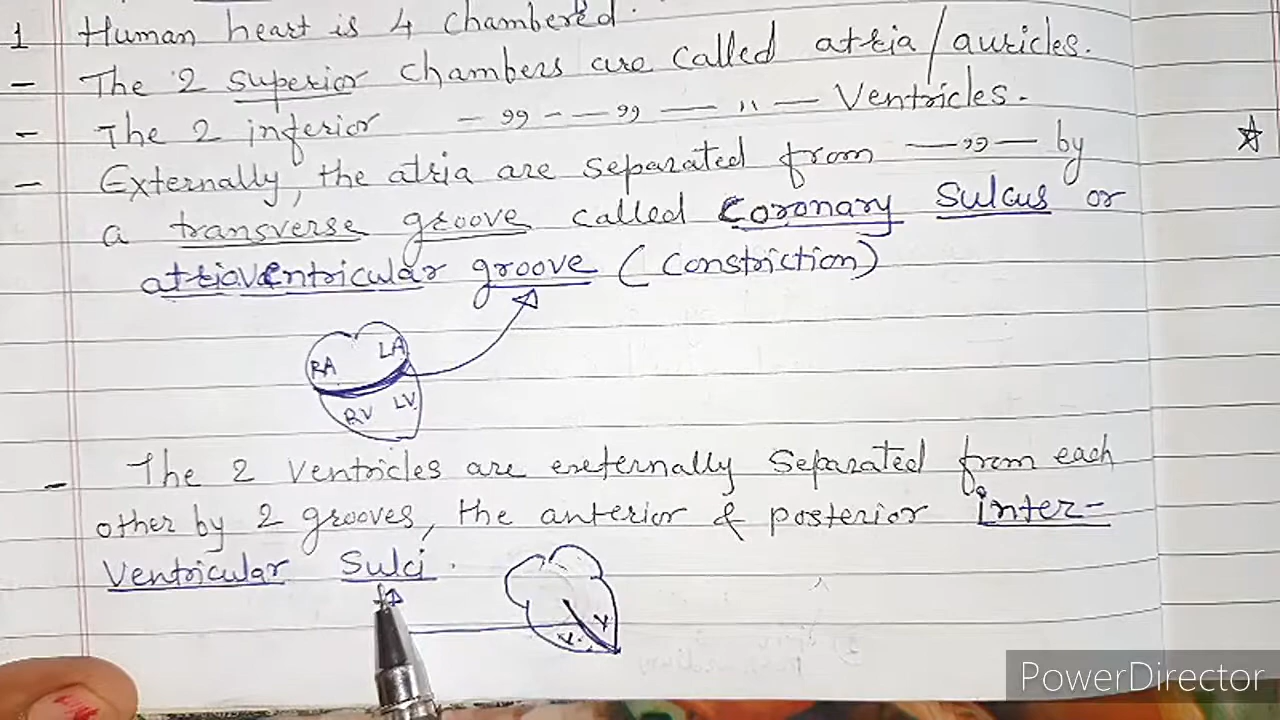 1 Human heart is 4 chambered.
- The 2 superior chambers are called atria/auricles.
- The 2 inferior - ,, - - ,, - ,, - Ventricles.
- Externally, the atria are separated from - ,, - by
a transverse groove called Coronary Sulcus or
atrioventricular groove (Constriction)
RA LA
RV LV
- The 2 ventricles are externally separated from each
other by 2 grooves, the anterior & posterior inter-
Ventricular Sulci.
V V
PowerDirector